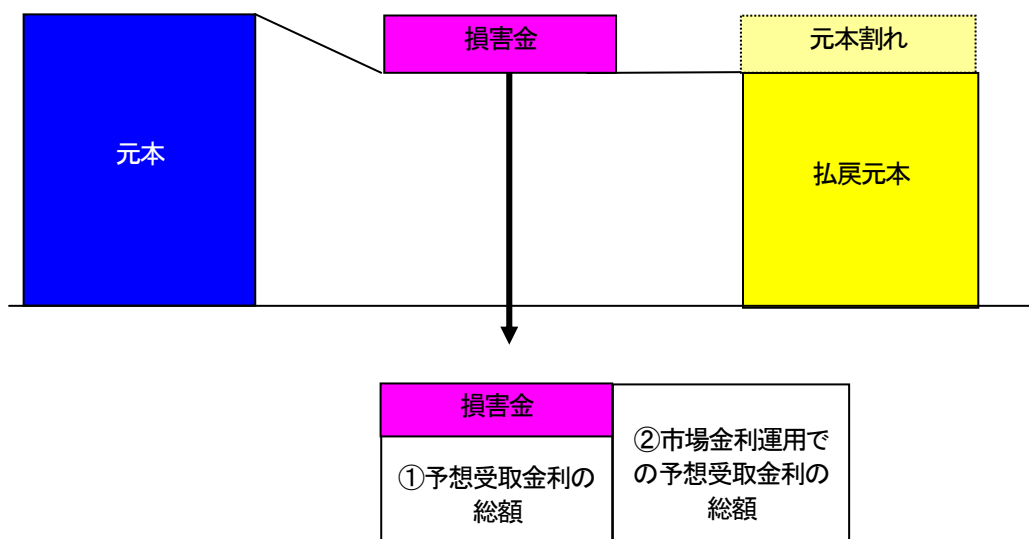 損害金
元本割れ
元本
払戻元本
損害金
①予想受取金利の
総額
②市場金利運用で
の予想受取金利の
総額